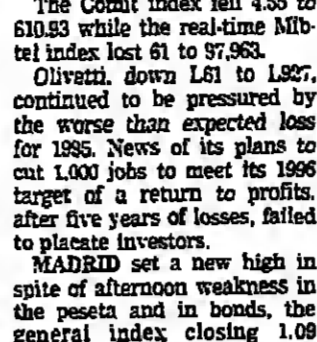 The Comit index fell 4.55 to
610.93 while the real-time Mib-
tel index lost 61 to 97,963.
Olivetti, down L61 to L927,
continued to be pressured by
the worse than expected loss
for 1995. News of its plans to
cut 1,000 jobs to meet its 1996
target of a return to profits,
after five years of losses, failed
to placate investors.
MADRID set a new high in
spite of afternoon weakness in
the peseta and in bonds, the
general index closing 1.09